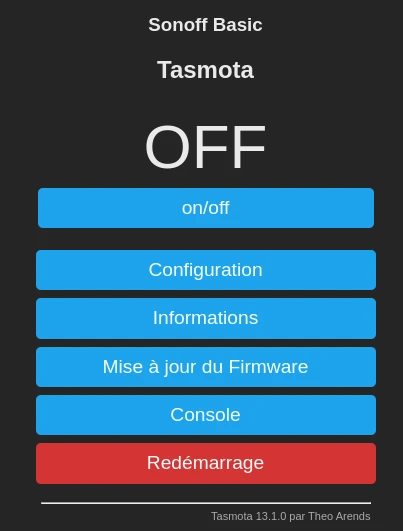 Sonoff Basic
Tasmota
OFF
on/off
Configuration
Informations
Mise à jour du Firmware
Console
Redémarrage
Tasmota 13.1.0 par Theo Arends